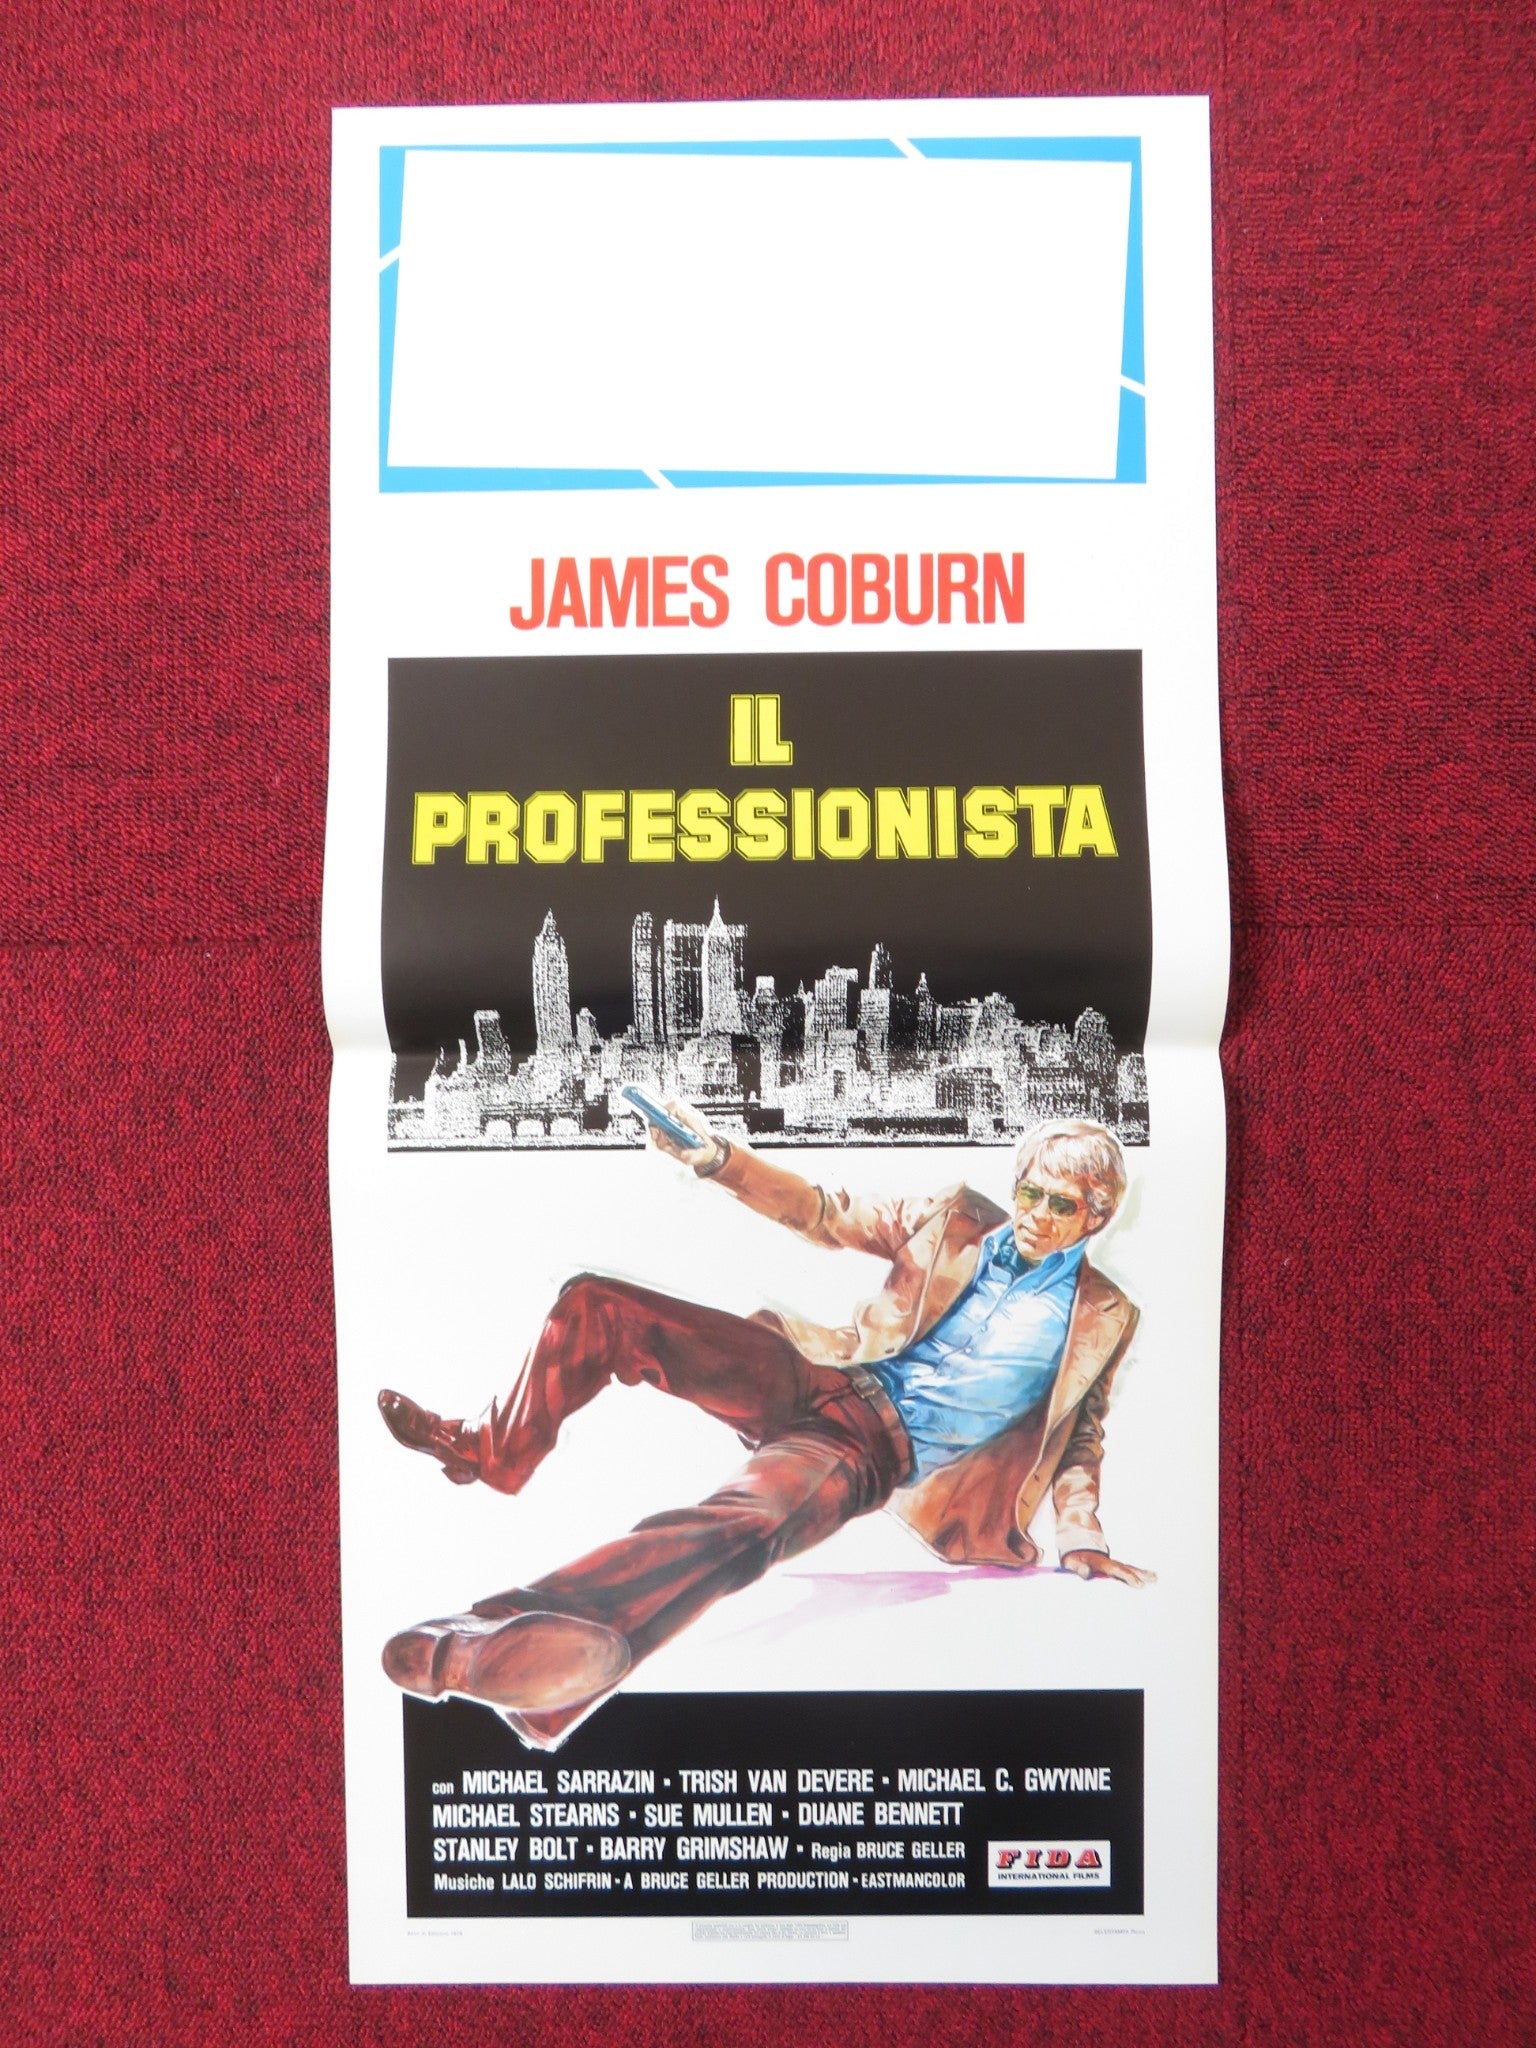 JAMES COBURN
IL
PROFESSIONISTA
con MICHAEL SARRAZIN • TRISH VAN DEVERE • MICHAEL C. GWYNNE
MICHAEL STEARNS • SUE MULLEN • DUANE BENNETT
STANLEY BOLT • BARRY GRIMSHAW • Regia BRUCE GELLER
Musiche LALO SCHIFRIN • A BRUCE GELLER PRODUCTION • EASTMANCOLOR
FIDA
INTERNATIONAL FILMS